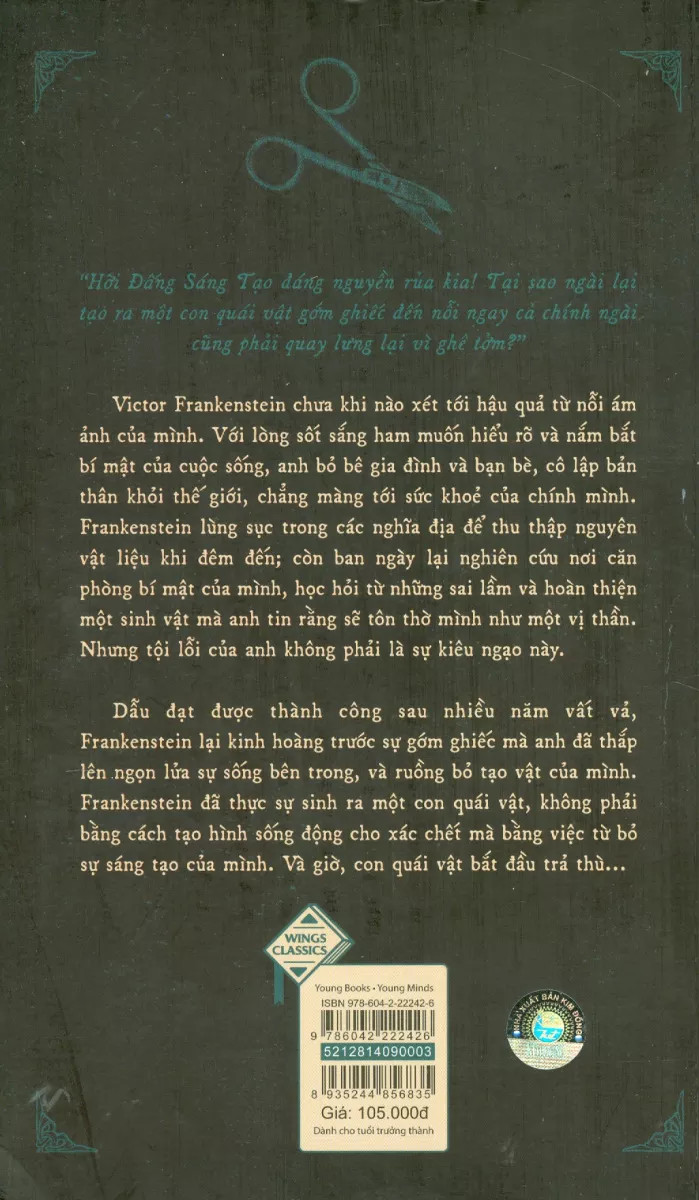 “Hỡi Đấng Sáng Tạo đáng nguyền rủa kia! Tại sao ngài lại
tạo ra một con quái vật gớm ghiếc đến nỗi ngay cả chính ngài
cũng phải quay lưng lại vì ghê tởm?”
Victor Frankenstein chưa khi nào xét tới hậu quả từ nỗi ám
ảnh của mình. Với lòng sốt sắng ham muốn hiểu rõ và nắm bắt
bí mật của cuộc sống, anh bỏ bê gia đình và bạn bè, cô lập bản
thân khỏi thế giới, chẳng màng tới sức khoẻ của chính mình.
Frankenstein lùng sục trong các nghĩa địa để thu thập nguyên
vật liệu khi đêm đến; còn ban ngày lại nghiên cứu nơi căn
phòng bí mật của mình, học hỏi từ những sai lầm và hoàn thiện
một sinh vật mà anh tin rằng sẽ tôn thờ mình như một vị thần.
Nhưng tội lỗi của anh không phải là sự kiêu ngạo này.
Dẫu đạt được thành công sau nhiều năm vất vả,
Frankenstein lại kinh hoàng trước sự gớm ghiếc mà anh đã thắp
lên ngọn lửa sự sống bên trong, và ruồng bỏ tạo vật của mình.
Frankenstein đã thực sự sinh ra một con quái vật, không phải
bằng cách tạo hình sống động cho xác chết mà bằng việc từ bỏ
sự sáng tạo của mình. Và giờ, con quái vật bắt đầu trả thù...
WINGS
CLASSICS
Young Books • Young Minds
ISBN 978-604-2-22242-6
9 786042 222426
5212814090003
8 935244 856835
Giá: 105.000đ
Dành cho tuổi trưởng thành
NHÀ XUẤT BẢN KIM ĐỒNG